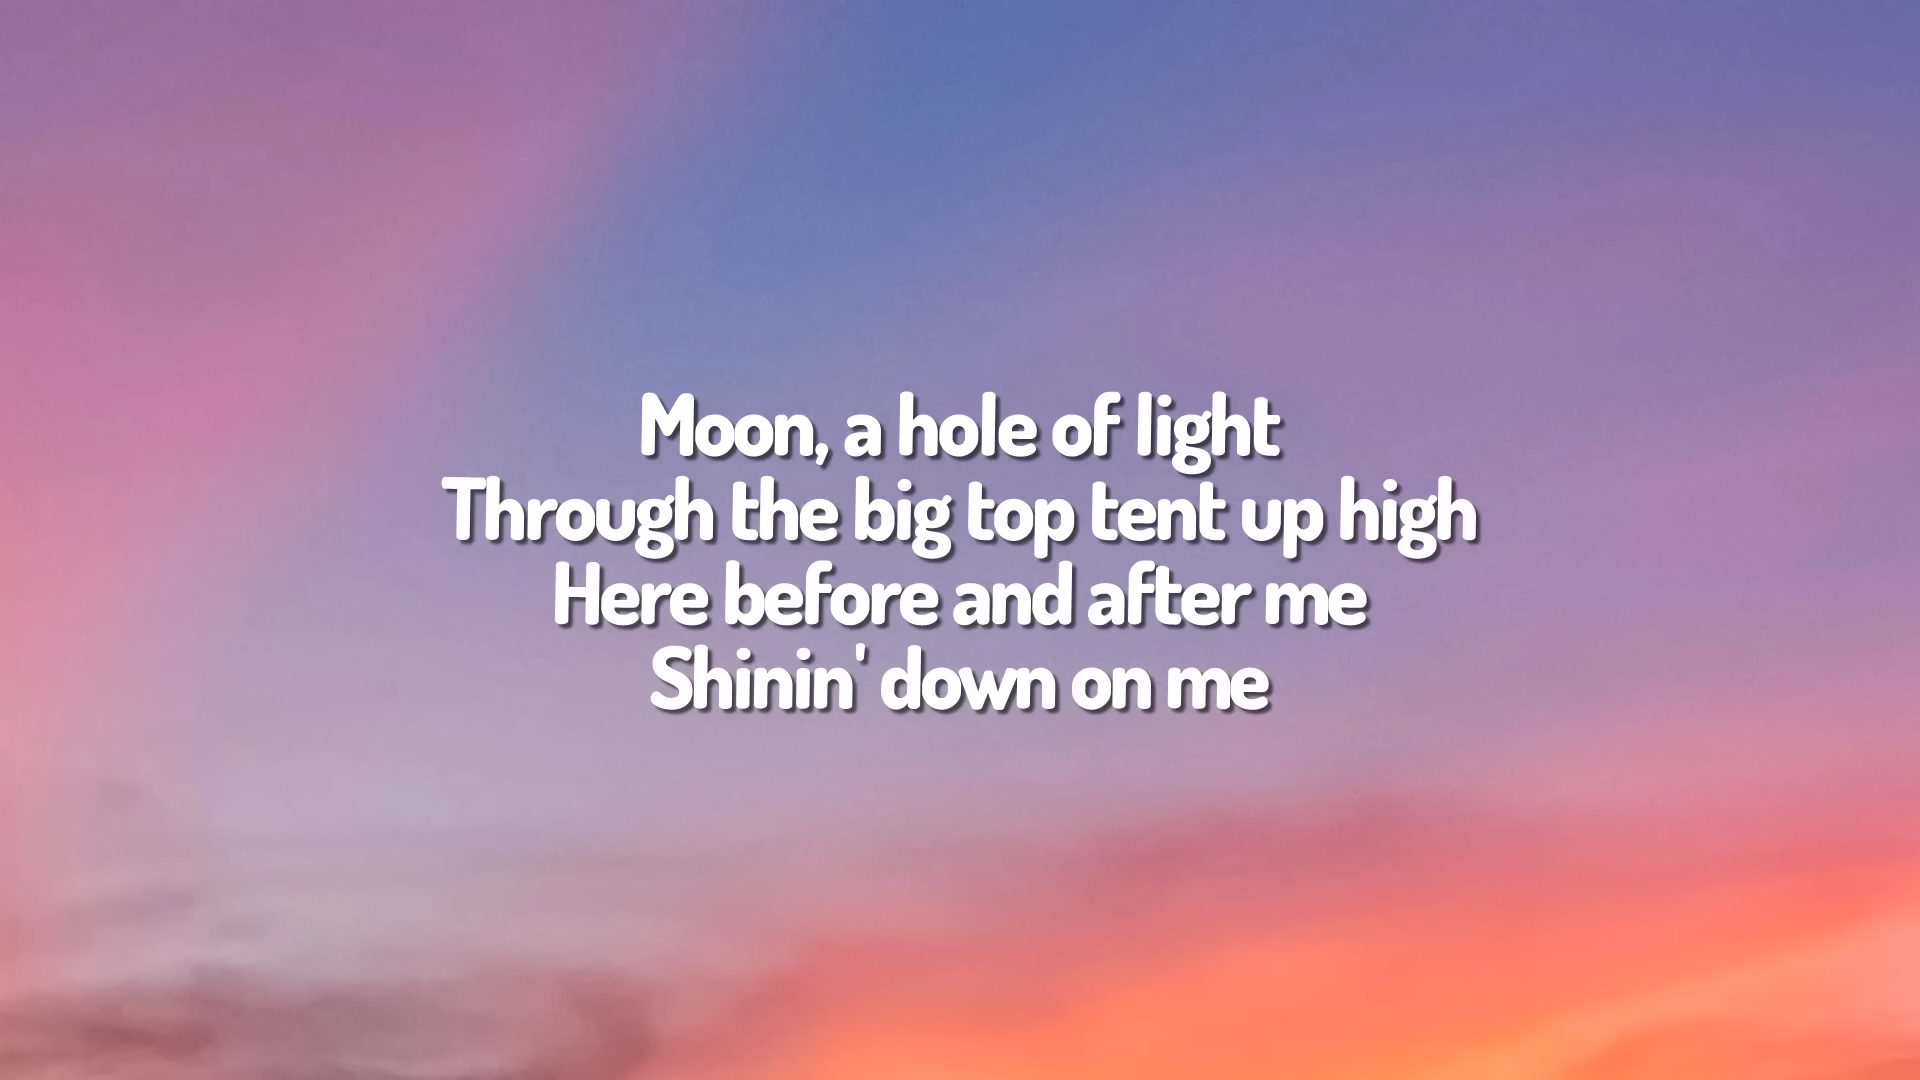 Moon, a hole of light
Through the big top tent up high
Here before and after me
Shinin' down on me